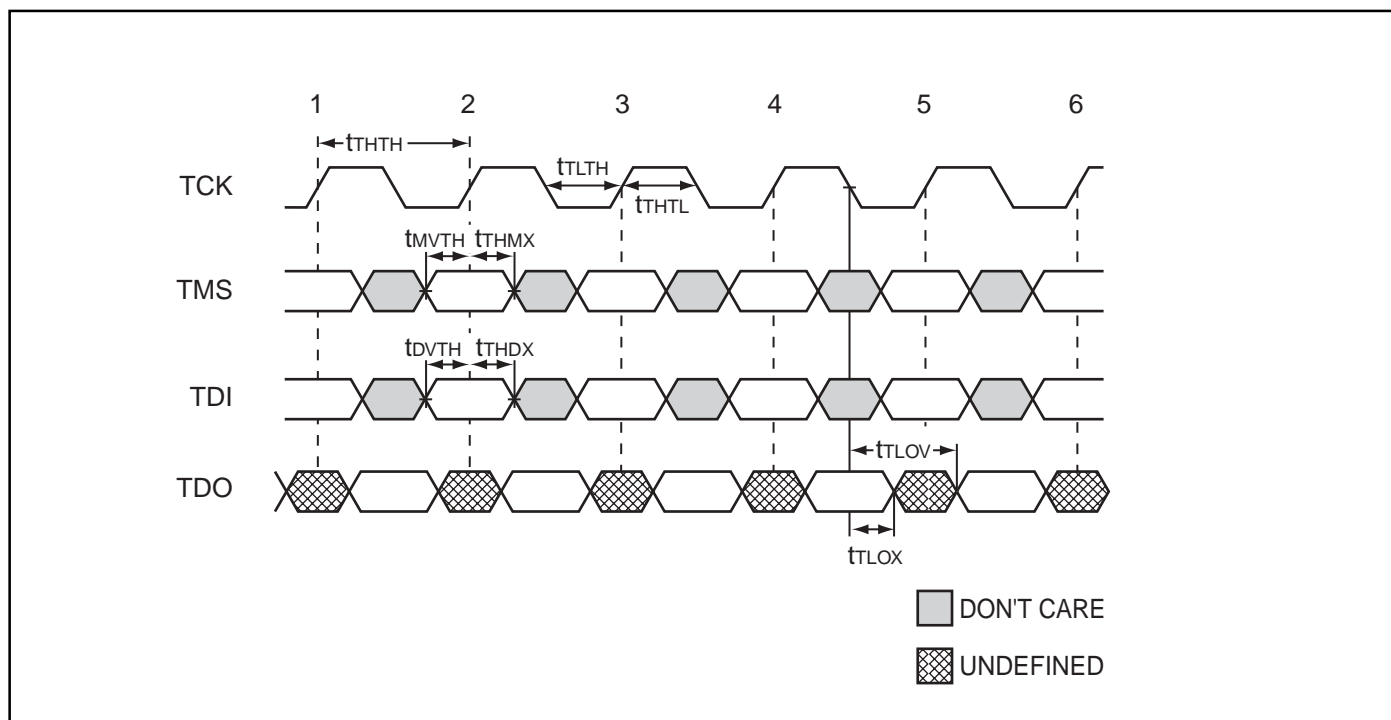 1 2 3 4 5 6
tTHTH
tTLTH
TCK
tTHTL
tMVTH tTHMX
TMS
tDVTH tTHDX
TDI
tTLOV
TDO
tTLOX
DON'T CARE
UNDEFINED